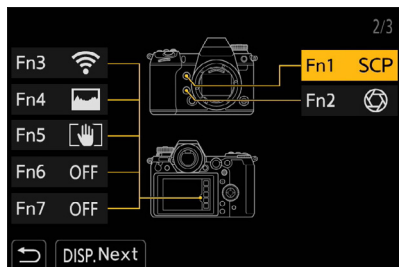 2/3
Fn3
Fn1 SCP
Fn4
Fn2
Fn5
Fn6 OFF
Fn7 OFF
DISP.Next